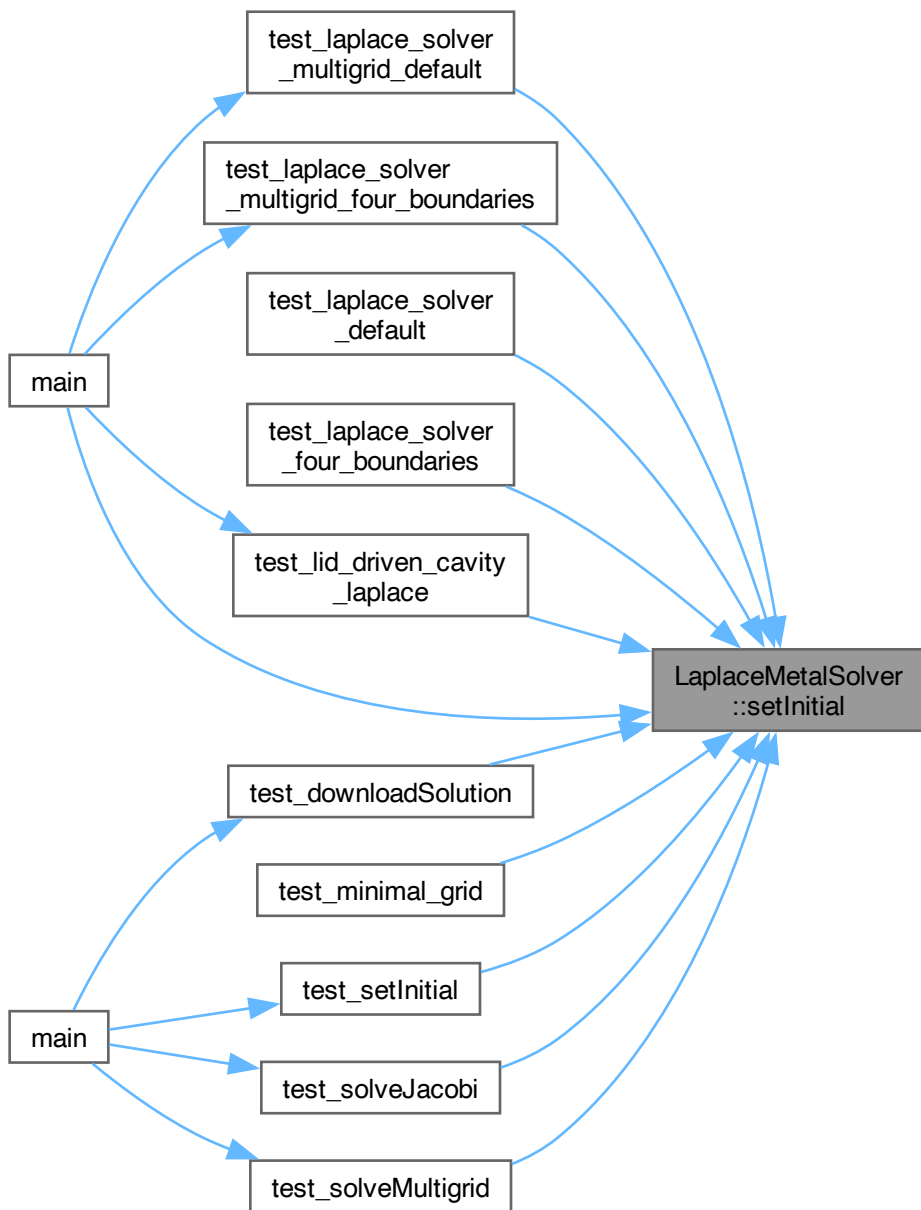 test_laplace_solver
_multigrid_default
test_laplace_solver
_multigrid_four_boundaries
test_laplace_solver
_default
main
test_laplace_solver
_four_boundaries
test_lid_driven_cavity
_laplace
LaplaceMetalSolver
::setInitial
test_downloadSolution
test_minimal_grid
test_setInitial
main
test_solveJacobi
test_solveMultigrid